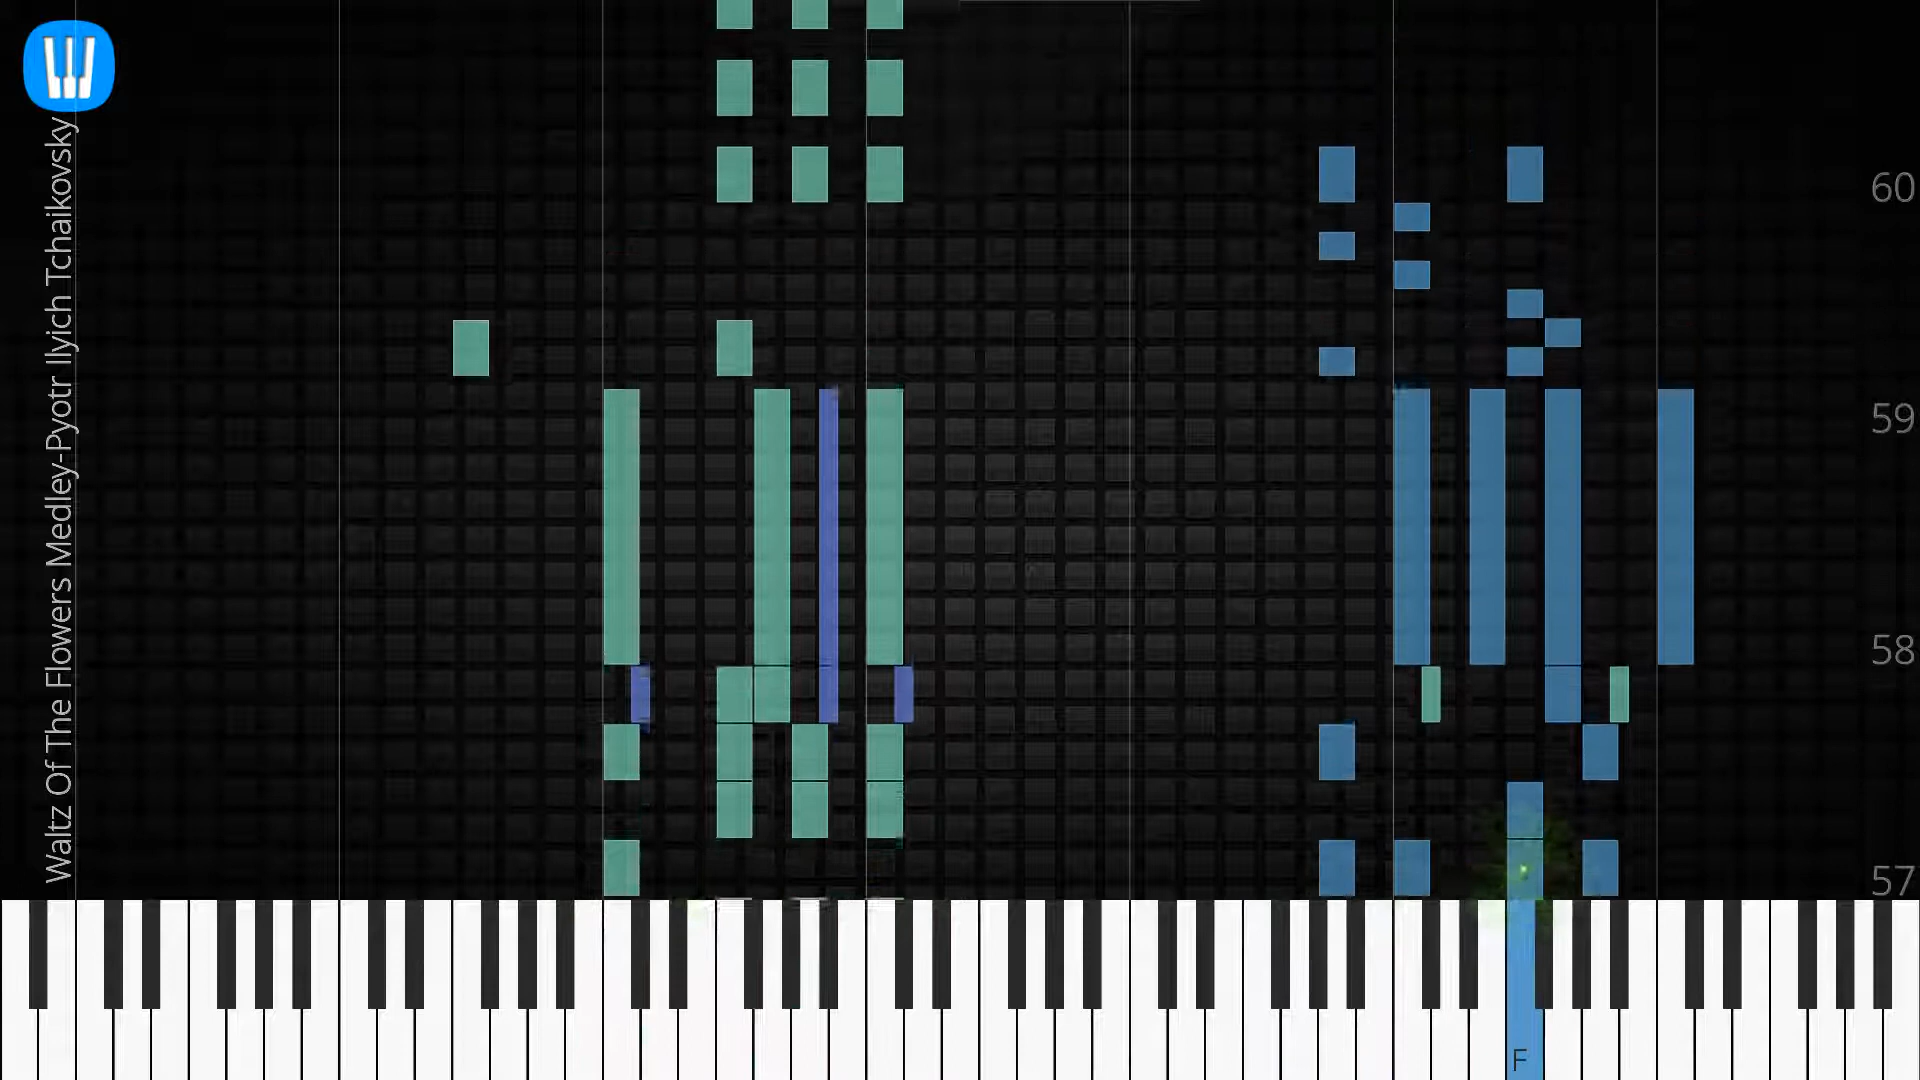 Waltz Of The Flowers Medley-Pyotr Ilyich Tchaikovsky
60
59
58
57
F